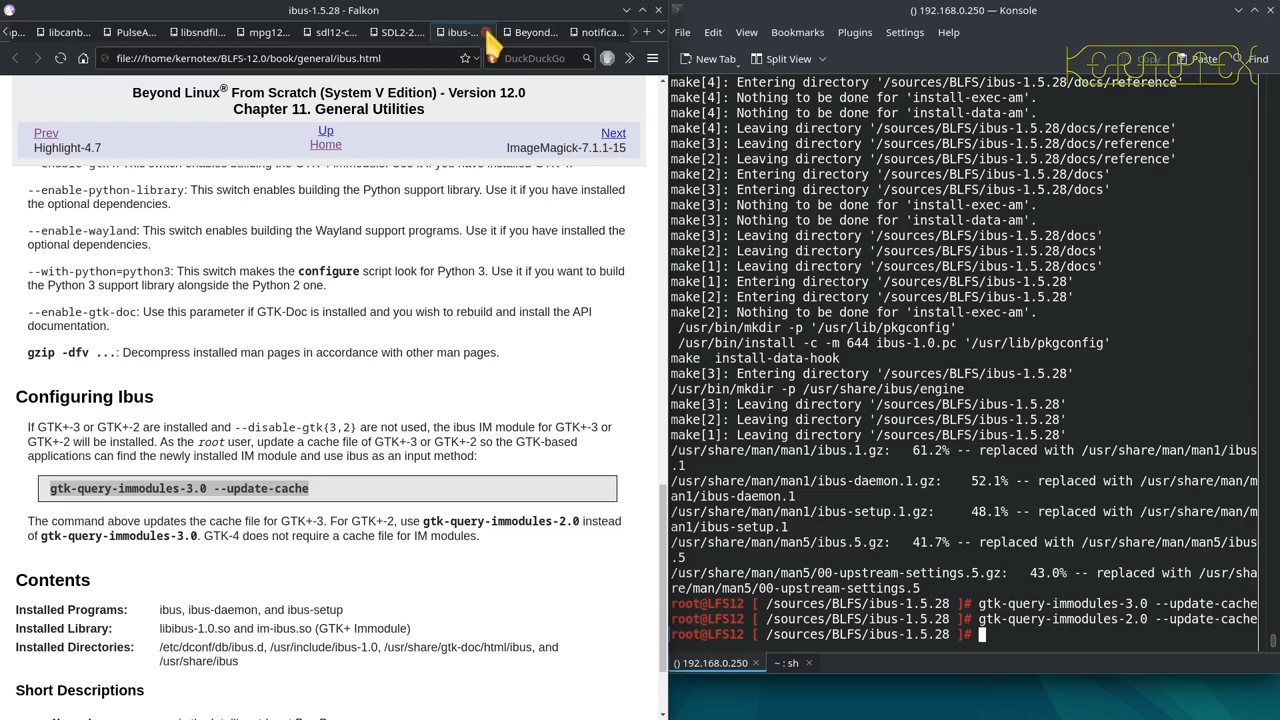 ibus-1.5.28 - Falkon
p...
libcanb...
PulseA...
libsndfil...
mpg12...
sdl12-c...
SDL2-2....
ibus-...
Beyond...
notifica...
file:///home/kernotex/BLFS-12.0/book/general/ibus.html
DuckDuckGo
Beyond Linux® From Scratch (System V Edition) - Version 12.0
Chapter 11. General Utilities
Prev
Up
Next
Highlight-4.7
Home
ImageMagick-7.1.1-15
--enable-python-library: This switch enables building the Python support library. Use it if you have installed
the optional dependencies.
--enable-wayland: This switch enables building the Wayland support programs. Use it if you have installed the
optional dependencies.
--with-python=python3: This switch makes the configure script look for Python 3. Use it if you want to build
the Python 3 support library alongside the Python 2 one.
--enable-gtk-doc: Use this parameter if GTK-Doc is installed and you wish to rebuild and install the API
documentation.
gzip -dfv ...: Decompress installed man pages in accordance with other man pages.
Configuring Ibus
If GTK+-3 or GTK+-2 are installed and --disable-gtk{3,2} are not used, the ibus IM module for GTK+-3 or
GTK+-2 will be installed. As the root user, update a cache file of GTK+-3 or GTK+-2 so the GTK-based
applications can find the newly installed IM module and use ibus as an input method:
gtk-query-immodules-3.0 --update-cache
The command above updates the cache file for GTK+-3. For GTK+-2, use gtk-query-immodules-2.0 instead
of gtk-query-immodules-3.0. GTK-4 does not require a cache file for IM modules.
Contents
Installed Programs: ibus, ibus-daemon, and ibus-setup
Installed Library: libibus-1.0.so and im-ibus.so (GTK+ Immodule)
Installed Directories: /etc/dconf/db/ibus.d, /usr/include/ibus-1.0, /usr/share/gtk-doc/html/ibus, and
/usr/share/ibus
Short Descriptions
() 192.168.0.250 — Konsole
File Edit View Bookmarks Plugins Settings Help
New Tab
Split View
Copy
Paste
Find
KERNOTEX
make[4]: Entering directory '/sources/BLFS/ibus-1.5.28/docs/reference'
make[4]: Nothing to be done for 'install-exec-am'.
make[4]: Nothing to be done for 'install-data-am'.
make[4]: Leaving directory '/sources/BLFS/ibus-1.5.28/docs/reference'
make[3]: Leaving directory '/sources/BLFS/ibus-1.5.28/docs/reference'
make[2]: Leaving directory '/sources/BLFS/ibus-1.5.28/docs/reference'
make[2]: Entering directory '/sources/BLFS/ibus-1.5.28/docs'
make[3]: Entering directory '/sources/BLFS/ibus-1.5.28/docs'
make[3]: Nothing to be done for 'install-exec-am'.
make[3]: Nothing to be done for 'install-data-am'.
make[3]: Leaving directory '/sources/BLFS/ibus-1.5.28/docs'
make[2]: Leaving directory '/sources/BLFS/ibus-1.5.28/docs'
make[1]: Leaving directory '/sources/BLFS/ibus-1.5.28/docs'
make[1]: Entering directory '/sources/BLFS/ibus-1.5.28'
make[2]: Entering directory '/sources/BLFS/ibus-1.5.28'
make[2]: Nothing to be done for 'install-exec-am'.
/usr/bin/mkdir -p '/usr/lib/pkgconfig'
/usr/bin/install -c -m 644 ibus-1.0.pc '/usr/lib/pkgconfig'
make  install-data-hook
make[3]: Entering directory '/sources/BLFS/ibus-1.5.28'
/usr/bin/mkdir -p /usr/share/ibus/engine
make[3]: Leaving directory '/sources/BLFS/ibus-1.5.28'
make[2]: Leaving directory '/sources/BLFS/ibus-1.5.28'
make[1]: Leaving directory '/sources/BLFS/ibus-1.5.28'
/usr/share/man/man1/ibus.1.gz:   61.2% -- replaced with /usr/share/man/man1/ibus
.1
/usr/share/man/man1/ibus-daemon.1.gz:    52.1% -- replaced with /usr/share/man/m
an1/ibus-daemon.1
/usr/share/man/man1/ibus-setup.1.gz:     48.1% -- replaced with /usr/share/man/m
an1/ibus-setup.1
/usr/share/man/man5/ibus.5.gz:   41.7% -- replaced with /usr/share/man/man5/ibus
.5
/usr/share/man/man5/00-upstream-settings.5.gz:   43.0% -- replaced with /usr/sha
re/man/man5/00-upstream-settings.5
root@LFS12 [ /sources/BLFS/ibus-1.5.28 ]# gtk-query-immodules-3.0 --update-cache
root@LFS12 [ /sources/BLFS/ibus-1.5.28 ]# gtk-query-immodules-2.0 --update-cache
root@LFS12 [ /sources/BLFS/ibus-1.5.28 ]#
() 192.168.0.250
~ : sh